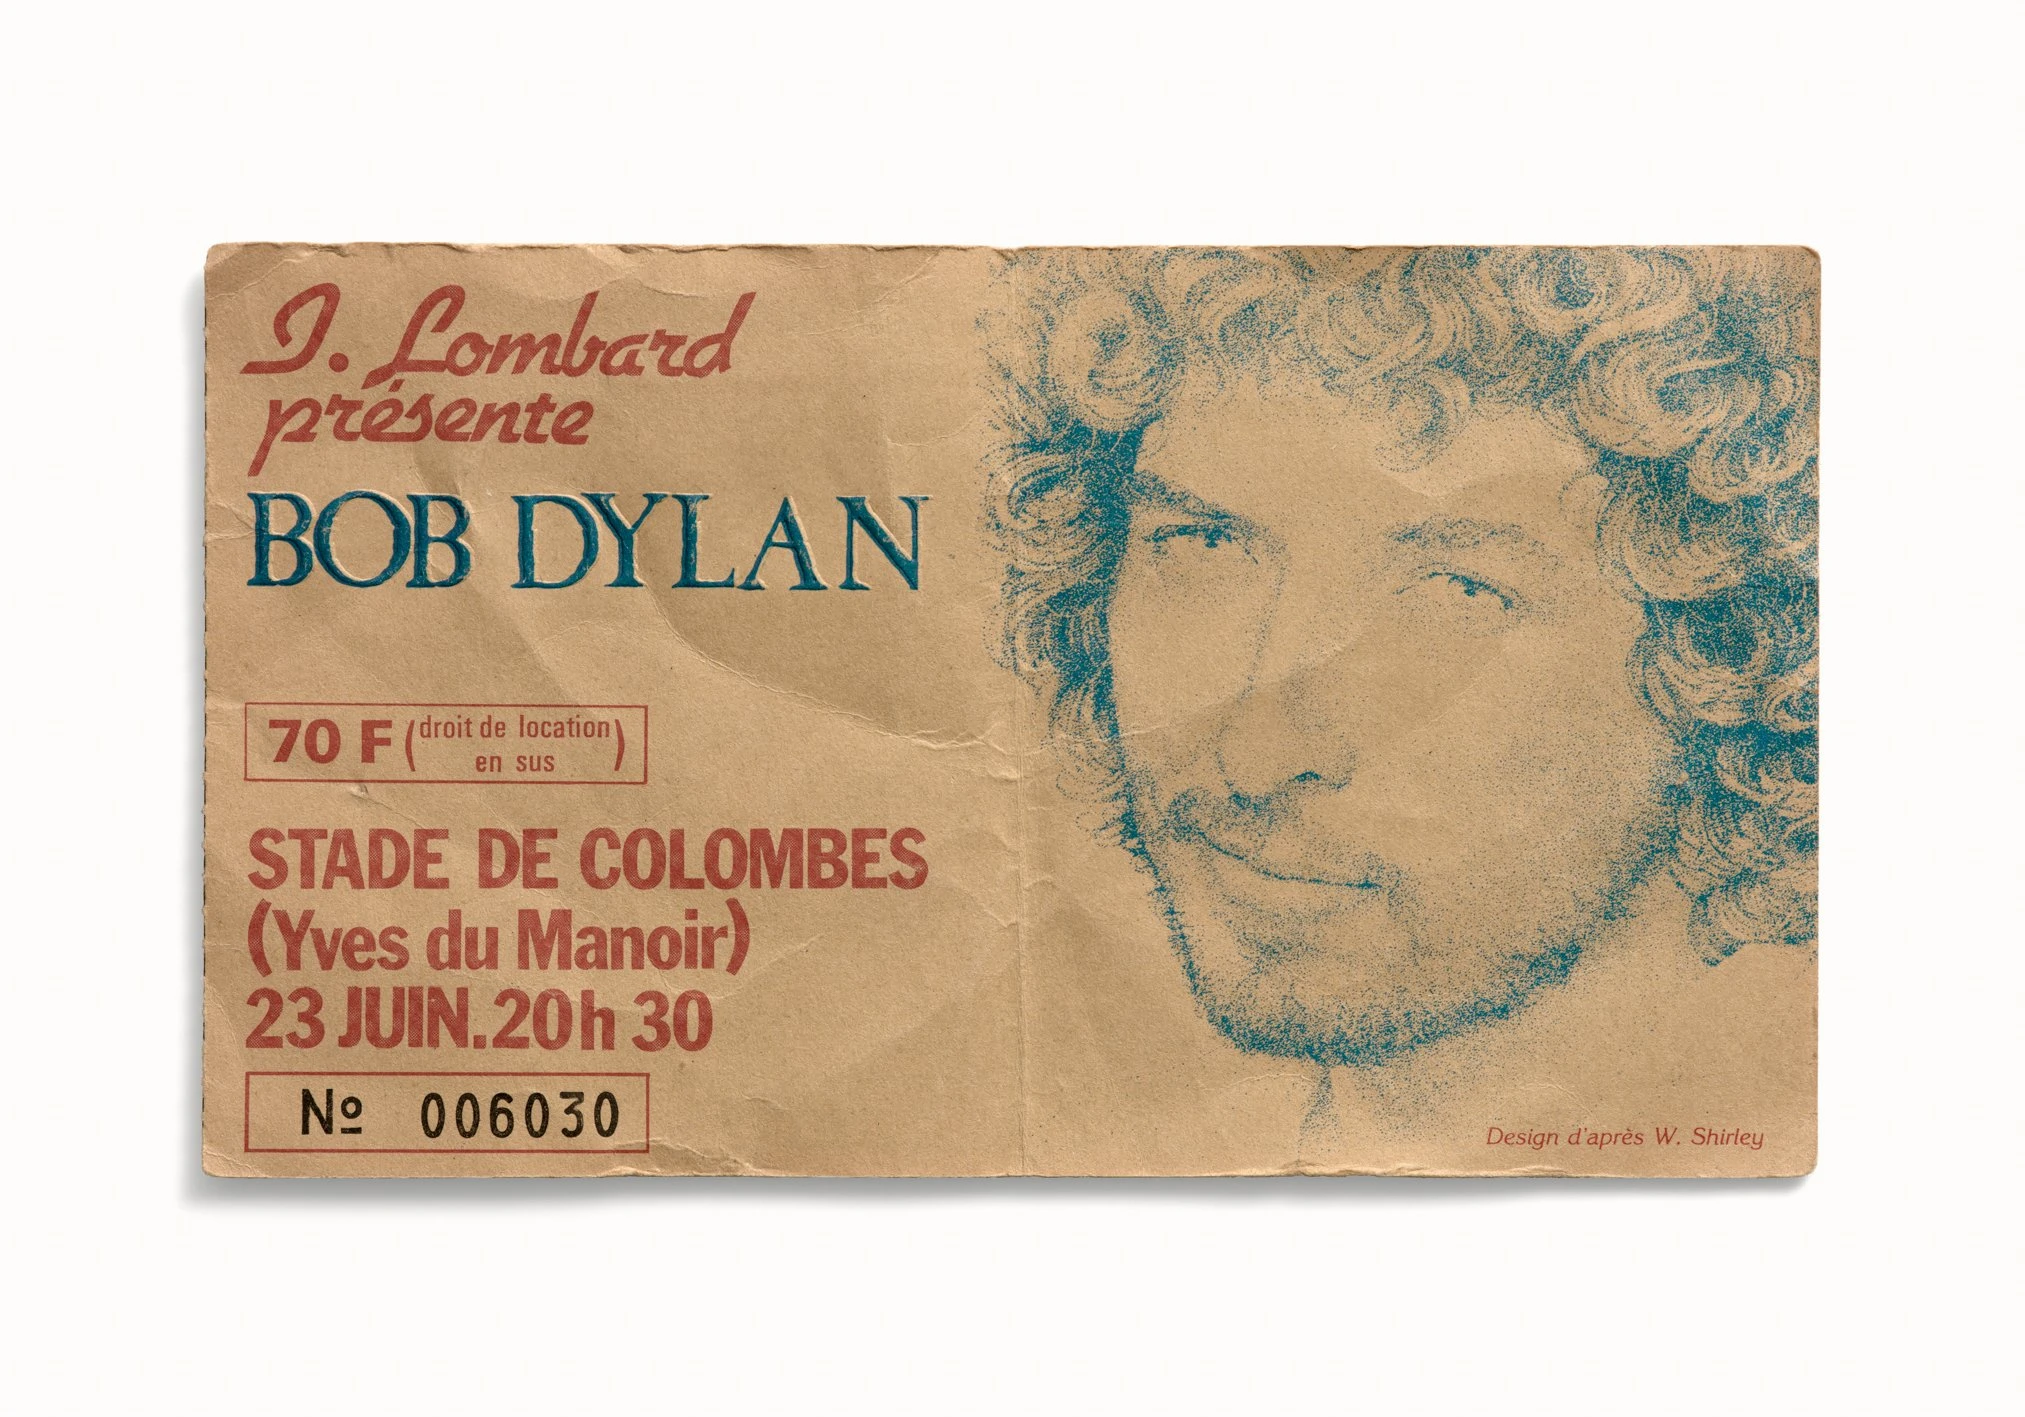 J. Lombard
présente
BOB DYLAN
70 F (droit de location
en sus)
STADE DE COLOMBES
(Yves du Manoir)
23 JUIN.20h 30
Nº 006030
Design d'après W. Shirley